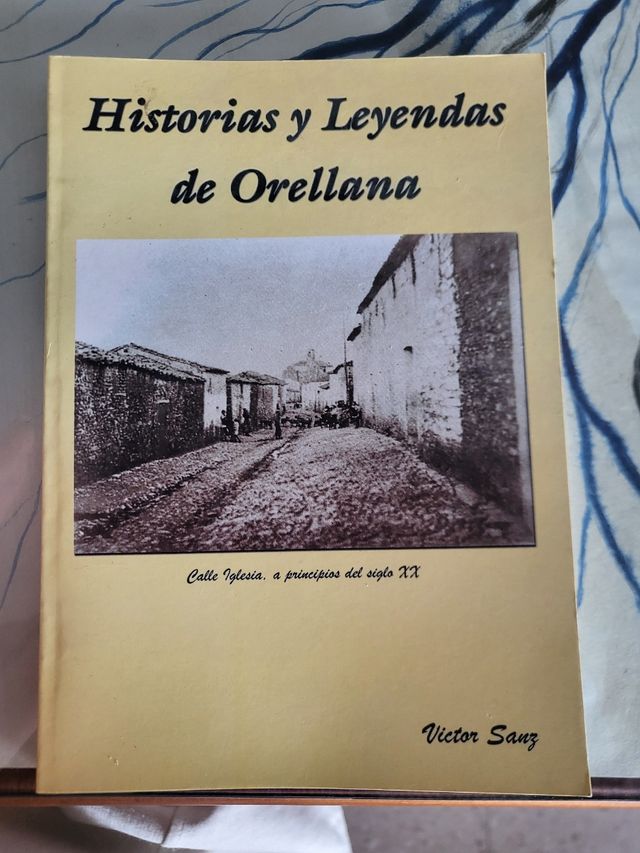 Historias y Leyendas
de Orellana
Calle Iglesia, a principios del siglo XX
Victor Sanz